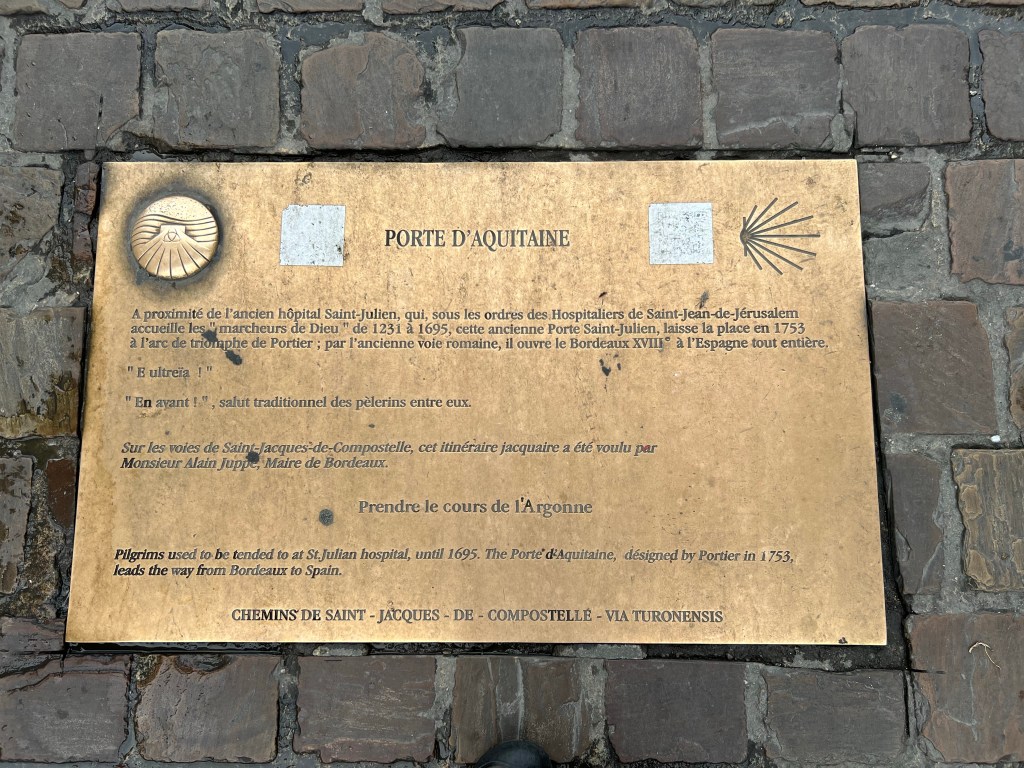 PORTE D'AQUITAINE
A proximité de l'ancien hôpital Saint-Julien, qui, sous les ordres des Hospitaliers de Saint-Jean-de-Jérusalem
accueille les " marcheurs de Dieu " de 1231 à 1695, cette ancienne Porte Saint-Julien, laisse la place en 1753
à l'arc de triomphe de Portier ; par l'ancienne voie romaine, il ouvre le Bordeaux XVIII° à l'Espagne tout entière.
" E ultreïa ! "
" En avant ! " , salut traditionnel des pèlerins entre eux.
Sur les voies de Saint-Jacques-de-Compostelle, cet itinéraire jacquaire a été voulu par
Monsieur Alain Juppé, Maire de Bordeaux.
Prendre le cours de l'Argonne
Pilgrims used to be tended to at St.Julian hospital, until 1695. The Porte d'Aquitaine, désigned by Portier in 1753,
leads the way from Bordeaux to Spain.
CHEMINS DE SAINT - JACQUES - DE - COMPOSTELLE - VIA TURONENSIS